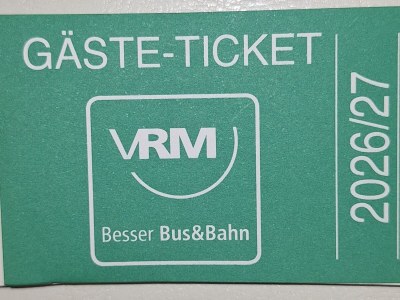 GÄSTE-TICKET
VRM
Besser Bus&Bahn
2026/27